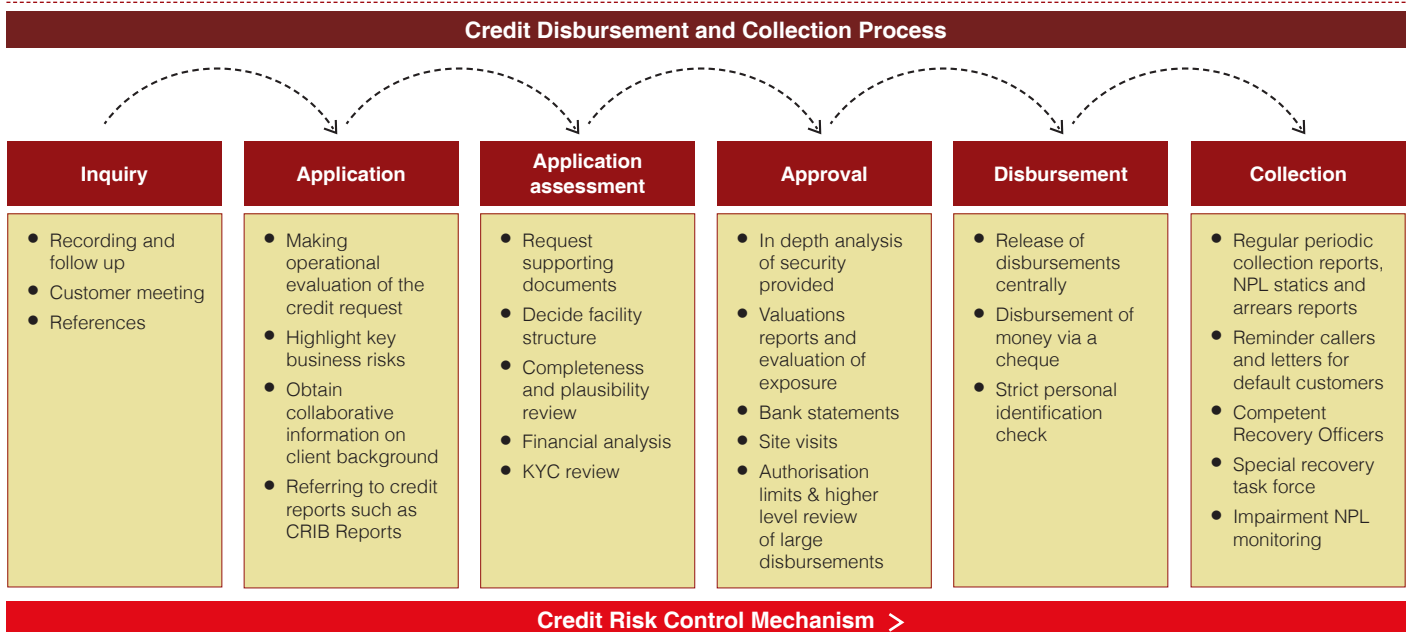 Credit Disbursement and Collection Process
Inquiry
Recording and
follow up
Customer meeting
References
Application
Making
operational
evaluation of the
credit request
Highlight key
business risks
Obtain
collaborative
information on
client background
Referring to credit
reports such as
CRIB Reports
Application
assessment
Request
supporting
documents
Decide facility
structure
Completeness
and plausibility
review
Financial analysis
KYC review
Approval
In depth analysis
of security
provided
Valuations
reports and
evaluation of
exposure
Bank statements
Site visits
Authorisation
limits & higher
level review
of large
disbursements
Disbursement
Release of
disbursements
centrally
Disbursement of
money via a
cheque
Strict personal
identification
check
Collection
Regular periodic
collection reports,
NPL statics and
arrears reports
Reminder callers
and letters for
default customers
Competent
Recovery Officers
Special recovery
task force
Impairment NPL
monitoring
Credit Risk Control Mechanism >